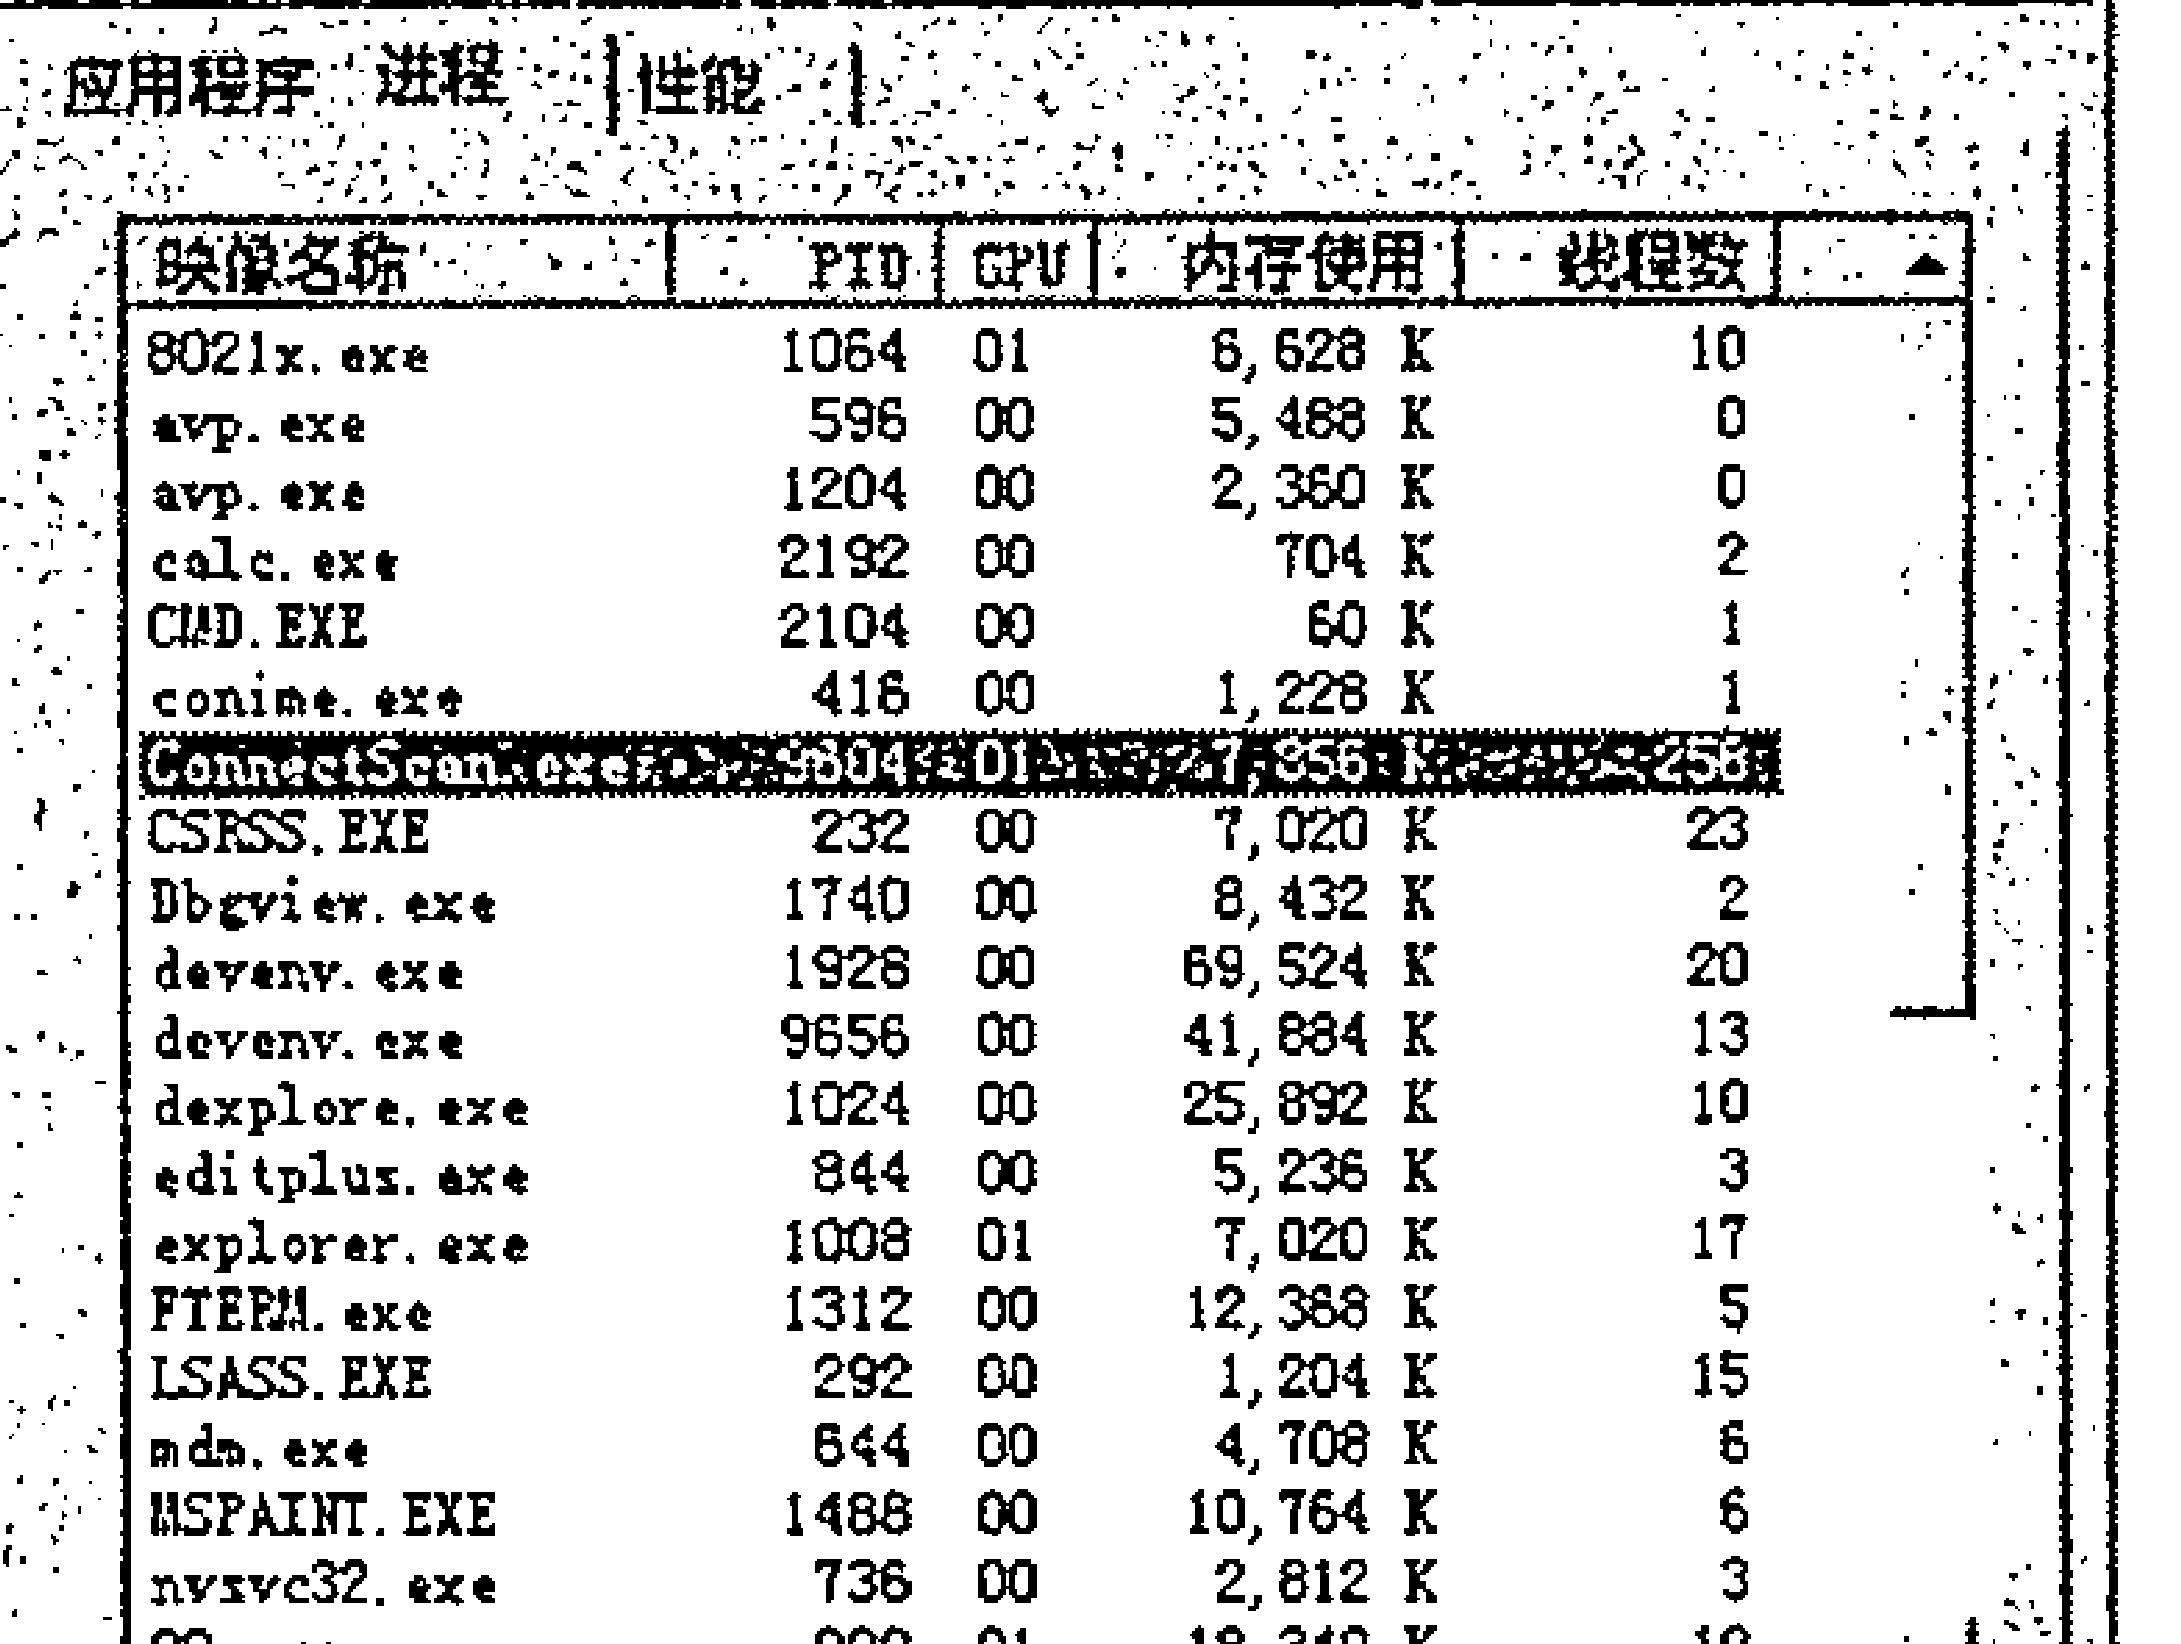 应用程序 进程 性能
映像名称 PID CPU 内存使用 线程数
8021x.exe 1064 01 6,628 K 10
avp.exe 596 00 5,488 K 0
avp.exe 1204 00 2,360 K 0
calc.exe 2192 00 704 K 2
CMD.EXE 2104 00 60 K 1
conime.exe 416 00 1,228 K 1
ConnectScan.exe 9804 01 27,856 K 258
CSRSS.EXE 232 00 7,020 K 23
Dbgview.exe 1740 00 8,432 K 2
devenv.exe 1928 00 69,524 K 20
devenv.exe 9656 00 41,884 K 13
dexplore.exe 1024 00 25,892 K 10
editplus.exe 844 00 5,236 K 3
explorer.exe 1008 01 7,020 K 17
FTERM.exe 1312 00 12,368 K 5
LSASS.EXE 292 00 1,204 K 15
mdm.exe 644 00 4,708 K 6
MSPAINT.EXE 1488 00 10,764 K 6
nvsvc32.exe 736 00 2,812 K 3